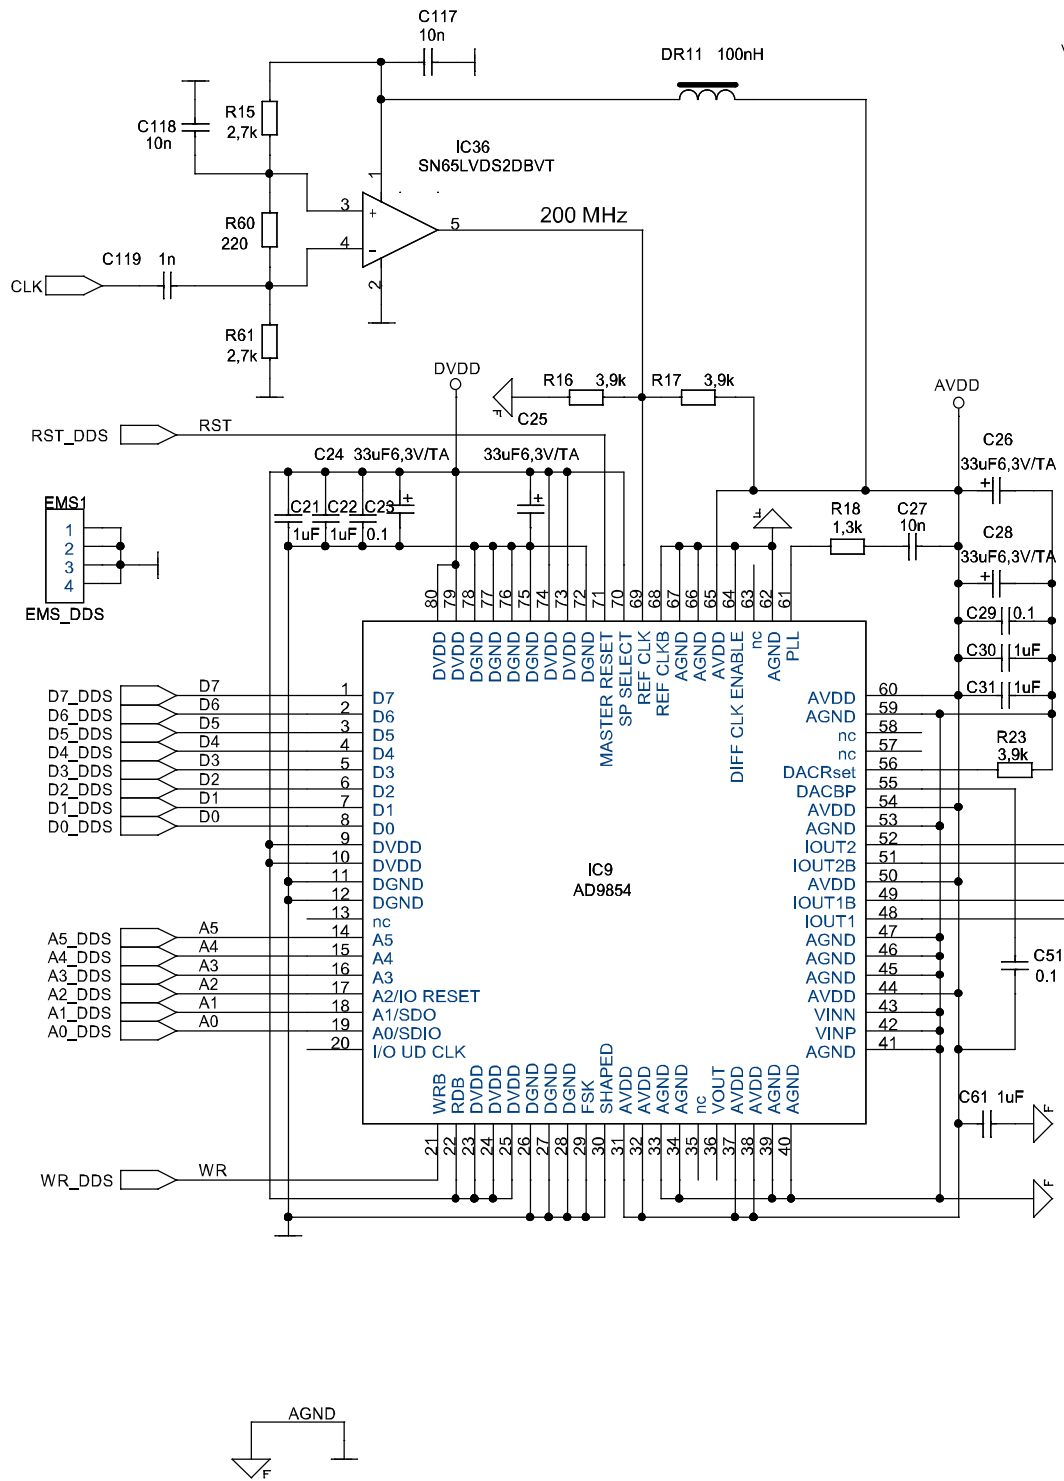 C117
10n
DR11 100nH
R15
2,7k
C118
10n
IC36
SN65LVDS2DBVT
1
3
+
5
200 MHz
4
-
2
R60
220
C119 1n
CLK
R61
2,7k
DVDD
R16 3,9k R17 3,9k
AVDD
F
C25
RST_DDS RST
C26
C24 33uF6,3V/TA 33uF6,3V/TA
33uF6,3V/TA
+
EMS1
C21 C22 C23 + +
1uF 1uF 0.1
F
R18
1,3k
C27
10n
C28
33uF6,3V/TA
+
1
2
3
4
EMS_DDS
80 79 78 77 76 75 74 73 72 71 70 69 68 67 66 65 64 63 62 61
DVDD DVDD DGND DGND DGND DGND DVDD DVDD DGND MASTER RESET SP SELECT REF CLK REF CLKB AGND AGND AVDD DIFF CLK ENABLE nc AGND PLL
C29 0.1
C30 1uF
C31 1uF
D7_DDS D7 1 D7
D6_DDS D6 2 D6
D5_DDS D5 3 D5
D4_DDS D4 4 D4
D3_DDS D3 5 D3
D2_DDS D2 6 D2
D1_DDS D1 7 D1
D0_DDS D0 8 D0
9 DVDD
10 DVDD
11 DGND
12 DGND
13 nc
A5_DDS A5 14 A5
A4_DDS A4 15 A4
A3_DDS A3 16 A3
A2_DDS A2 17 A2/IO RESET
A1_DDS A1 18 A1/SDO
A0_DDS A0 19 A0/SDIO
20 I/O UD CLK
IC9
AD9854
AVDD 60
AGND 59
nc 58
nc 57
DACRset 56
DACBP 55
AVDD 54
AGND 53
IOUT2 52
IOUT2B 51
AVDD 50
IOUT1B 49
IOUT1 48
AGND 47
AGND 46
AGND 45
AVDD 44
VINN 43
VINP 42
AGND 41
R23
3,9k
C51
0.1
WRB RDB DVDD DVDD DVDD DGND DGND DGND FSK SHAPED AVDD AVDD AGND AGND nc VOUT AVDD AVDD AGND AGND
21 22 23 24 25 26 27 28 29 30 31 32 33 34 35 36 37 38 39 40
C61 1uF
F
WR_DDS WR
F
AGND
F